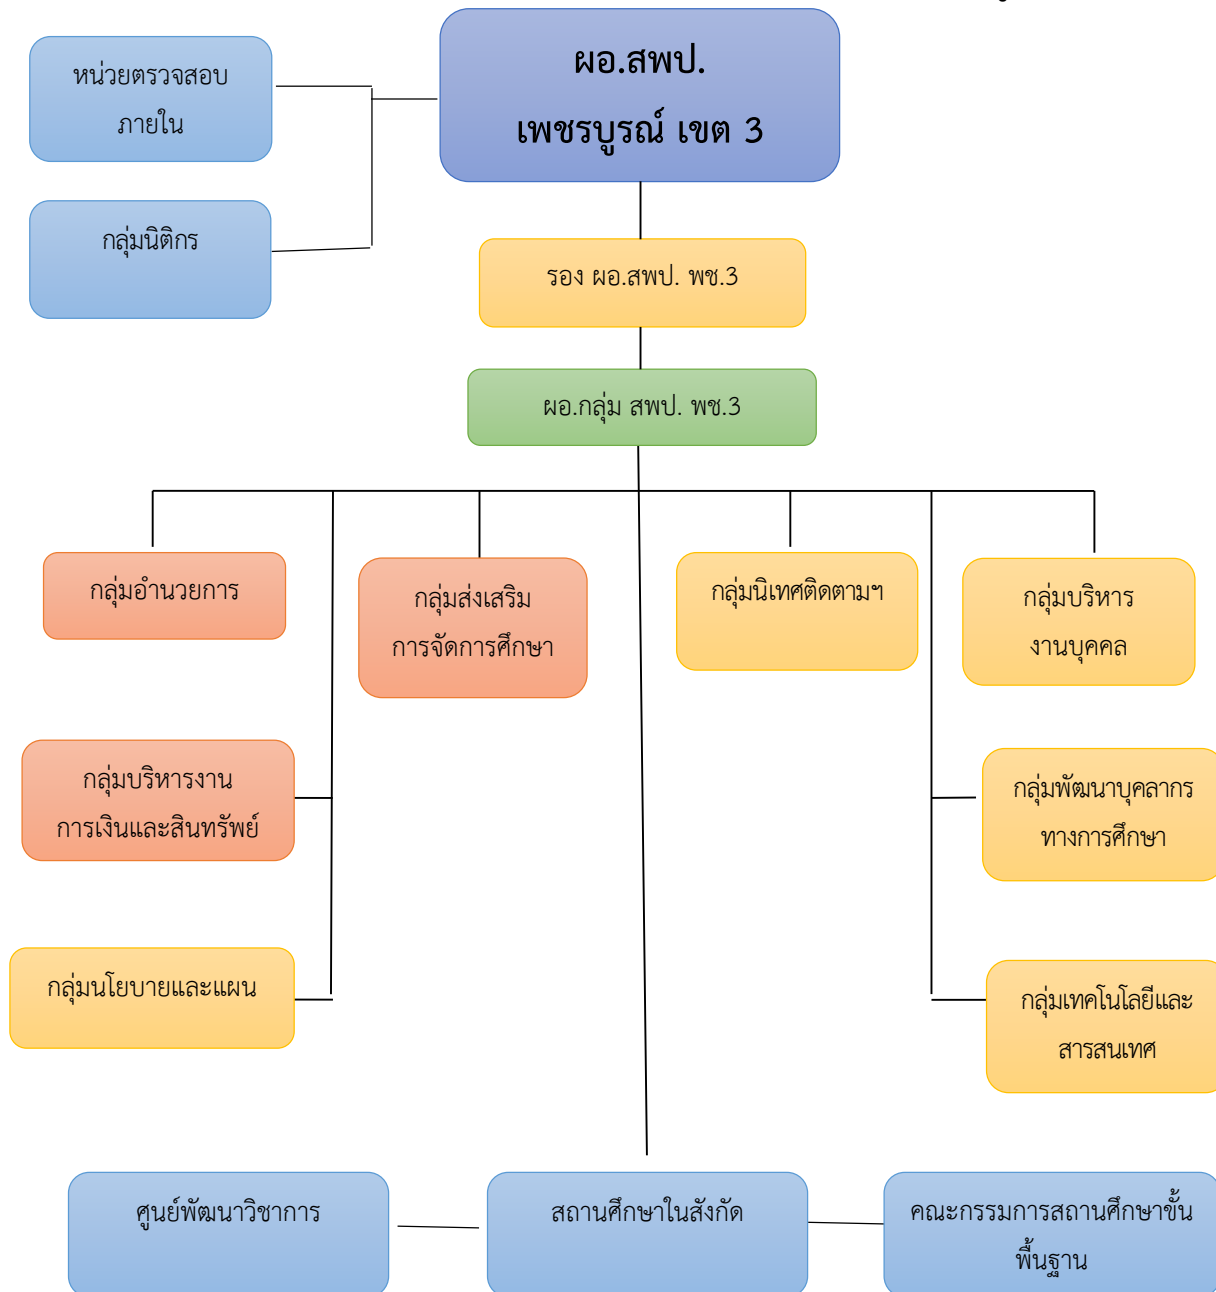 ผอ.สพป.
เพชรบูรณ์ เขต 3
หน่วยตรวจสอบ
ภายใน
กลุ่มนิติกร
รอง ผอ.สพป. พช.3
ผอ.กลุ่ม สพป. พช.3
กลุ่มอำนวยการ
กลุ่มส่งเสริม
การจัดการศึกษา
กลุ่มนิเทศติดตามฯ
กลุ่มบริหาร
งานบุคคล
กลุ่มบริหารงาน
การเงินและสินทรัพย์
กลุ่มพัฒนาบุคลากร
ทางการศึกษา
กลุ่มนโยบายและแผน
กลุ่มเทคโนโลยีและ
สารสนเทศ
ศูนย์พัฒนาวิชาการ
สถานศึกษาในสังกัด
คณะกรรมการสถานศึกษาขั้น
พื้นฐาน